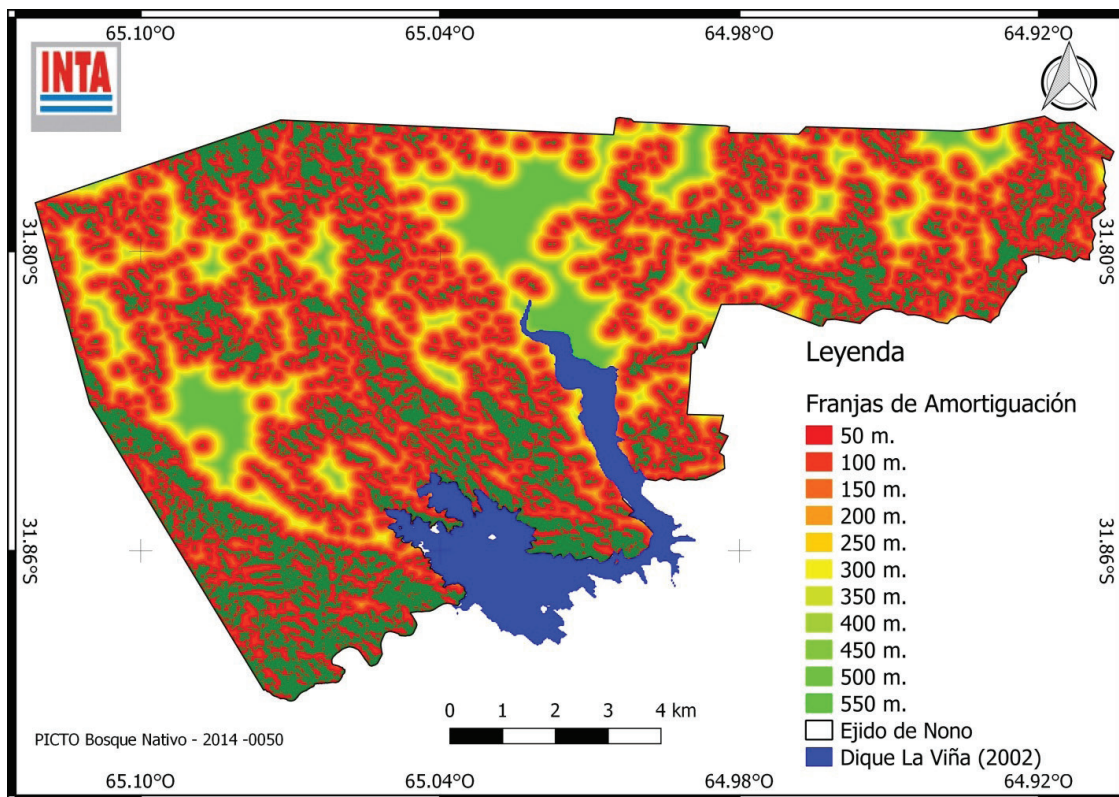 65.10°O 65.04°O 64.98°O 64.92°O
INTA
31.80°S
31.80°S
31.86°S
31.86°S
Leyenda
Franjas de Amortiguación
50 m.
100 m.
150 m.
200 m.
250 m.
300 m.
350 m.
400 m.
450 m.
500 m.
550 m.
Ejido de Nono
Dique La Viña (2002)
0 1 2 3 4 km
PICTO Bosque Nativo - 2014 -0050
65.10°O 65.04°O 64.98°O 64.92°O